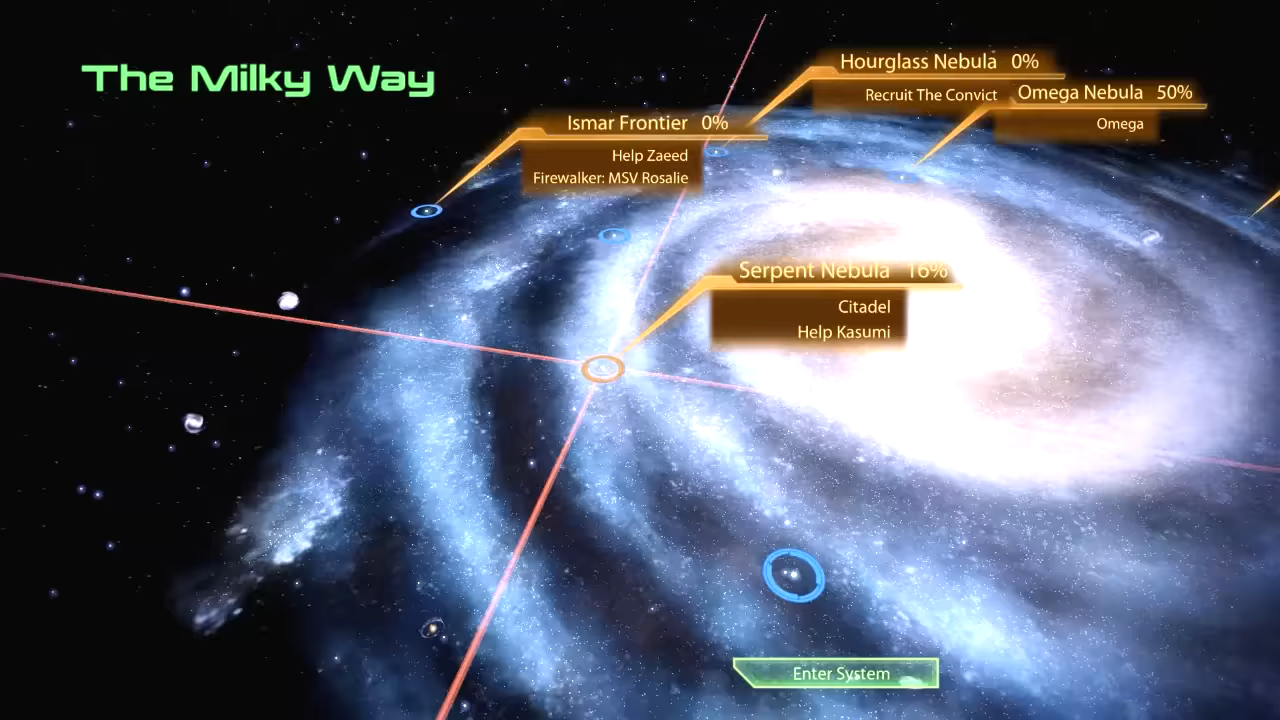 The Milky Way
Hourglass Nebula 0%
Recruit The Convict
Omega Nebula 50%
Omega
Ismar Frontier 0%
Help Zaeed
Firewalker: MSV Rosalie
Serpent Nebula 16%
Citadel
Help Kasumi
Enter System